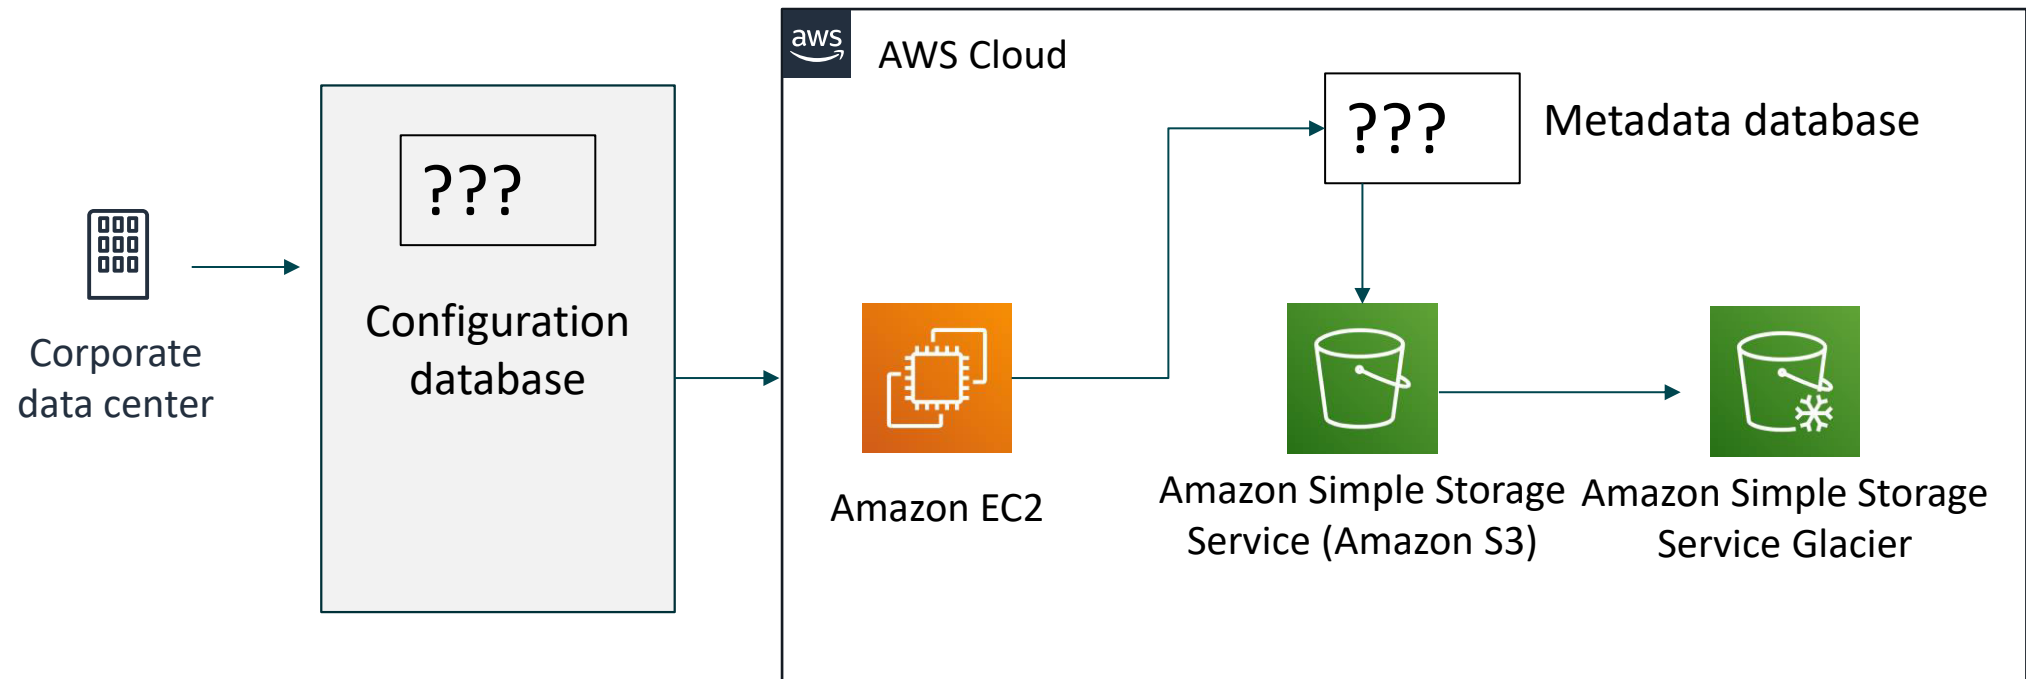 aws
AWS Cloud
???
Metadata database
???
Configuration
database
Corporate
data center
Amazon EC2
Amazon Simple Storage
Service (Amazon S3)
Amazon Simple Storage
Service Glacier